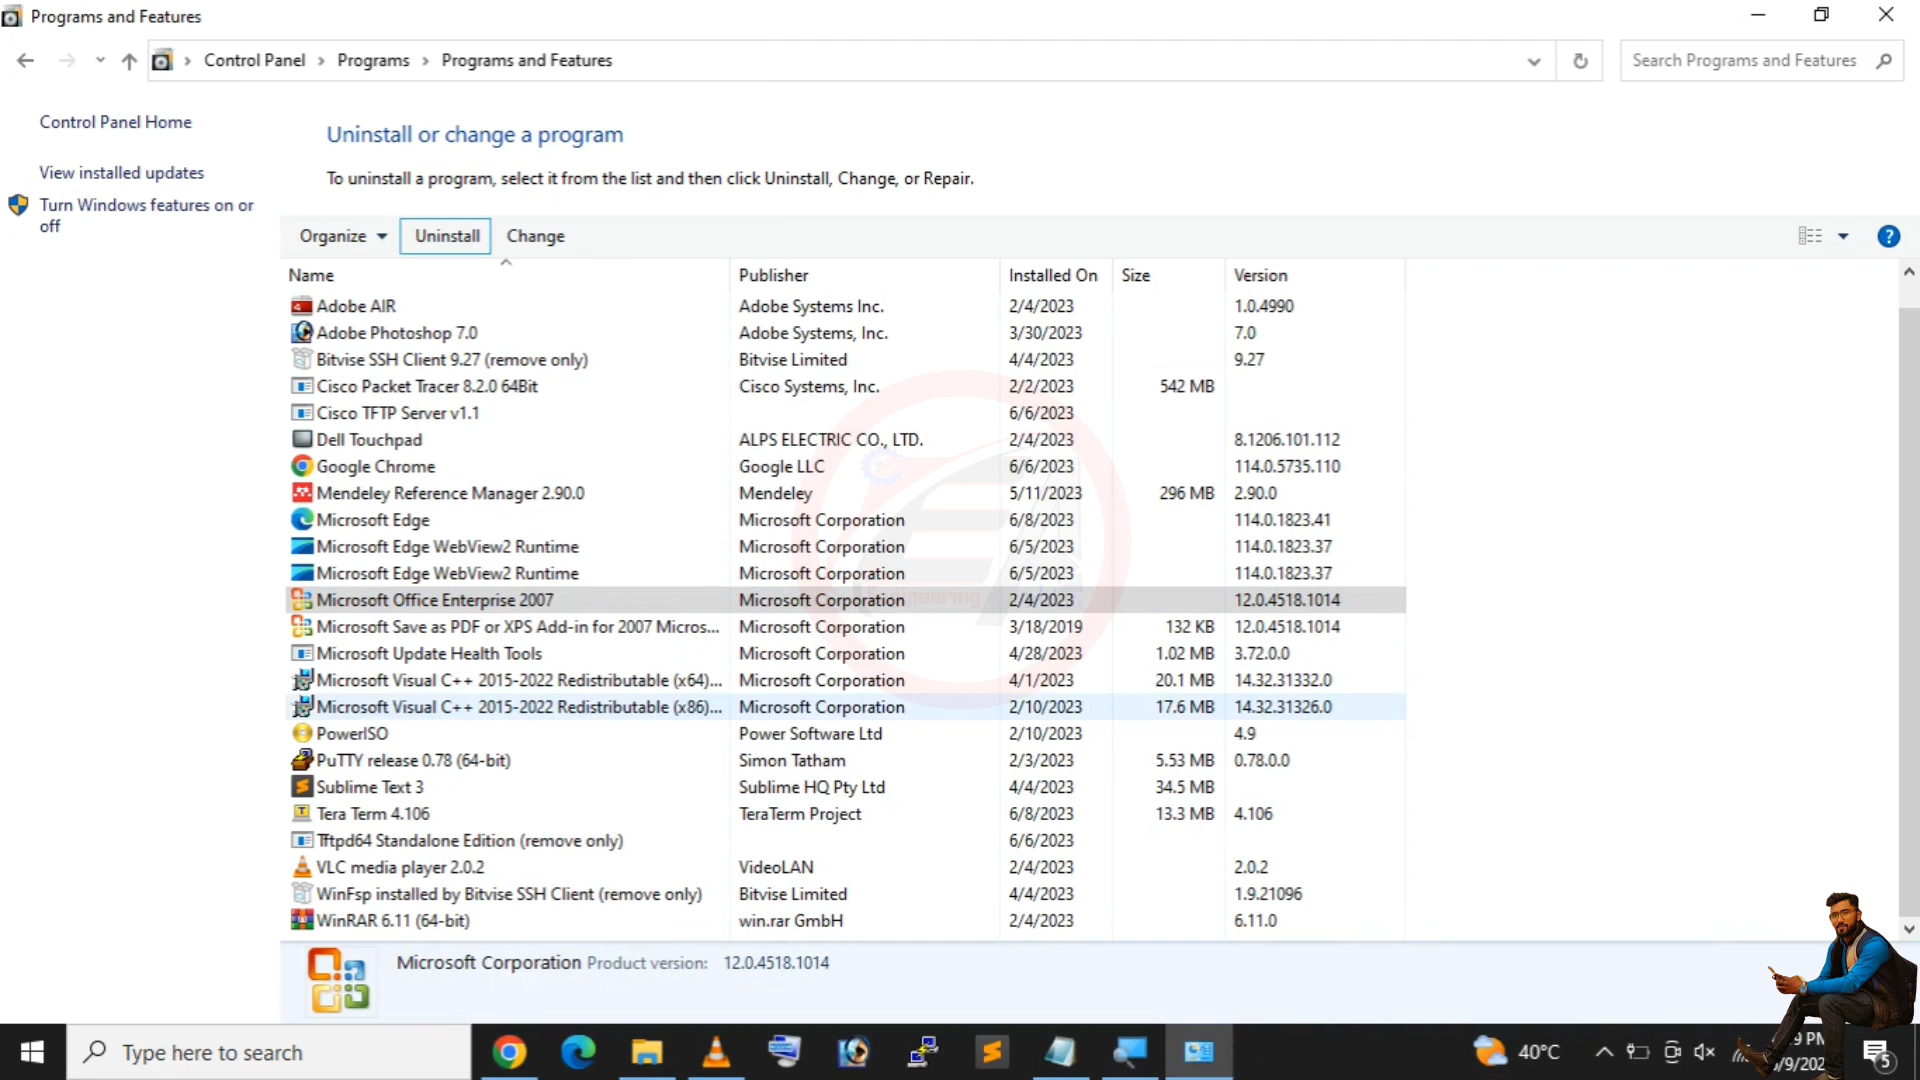 Programs and Features
Control Panel > Programs > Programs and Features
Search Programs and Features
Control Panel Home
View installed updates
Turn Windows features on or
off
Uninstall or change a program
To uninstall a program, select it from the list and then click Uninstall, Change, or Repair.
Organize Uninstall Change
Name Publisher Installed On Size Version
Adobe AIR Adobe Systems Inc. 2/4/2023 1.0.4990
Adobe Photoshop 7.0 Adobe Systems, Inc. 3/30/2023 7.0
Bitvise SSH Client 9.27 (remove only) Bitvise Limited 4/4/2023 9.27
Cisco Packet Tracer 8.2.0 64Bit Cisco Systems, Inc. 2/2/2023 542 MB
Cisco TFTP Server v1.1 6/6/2023
Dell Touchpad ALPS ELECTRIC CO., LTD. 2/4/2023 8.1206.101.112
Google Chrome Google LLC 6/6/2023 114.0.5735.110
Mendeley Reference Manager 2.90.0 Mendeley 5/11/2023 296 MB 2.90.0
Microsoft Edge Microsoft Corporation 6/8/2023 114.0.1823.41
Microsoft Edge WebView2 Runtime Microsoft Corporation 6/5/2023 114.0.1823.37
Microsoft Edge WebView2 Runtime Microsoft Corporation 6/5/2023 114.0.1823.37
Microsoft Office Enterprise 2007 Microsoft Corporation 2/4/2023 12.0.4518.1014
Microsoft Save as PDF or XPS Add-in for 2007 Micros... Microsoft Corporation 3/18/2019 132 KB 12.0.4518.1014
Microsoft Update Health Tools Microsoft Corporation 4/28/2023 1.02 MB 3.72.0.0
Microsoft Visual C++ 2015-2022 Redistributable (x64)... Microsoft Corporation 4/1/2023 20.1 MB 14.32.31332.0
Microsoft Visual C++ 2015-2022 Redistributable (x86)... Microsoft Corporation 2/10/2023 17.6 MB 14.32.31326.0
PowerISO Power Software Ltd 2/10/2023 4.9
PuTTY release 0.78 (64-bit) Simon Tatham 2/3/2023 5.53 MB 0.78.0.0
Sublime Text 3 Sublime HQ Pty Ltd 4/4/2023 34.5 MB
Tera Term 4.106 TeraTerm Project 6/8/2023 13.3 MB 4.106
Tftpd64 Standalone Edition (remove only) 6/6/2023
VLC media player 2.0.2 VideoLAN 2/4/2023 2.0.2
WinFsp installed by Bitvise SSH Client (remove only) Bitvise Limited 4/4/2023 1.9.21096
WinRAR 6.11 (64-bit) win.rar GmbH 2/4/2023 6.11.0
Microsoft Corporation Product version: 12.0.4518.1014
Type here to search
40°C
5